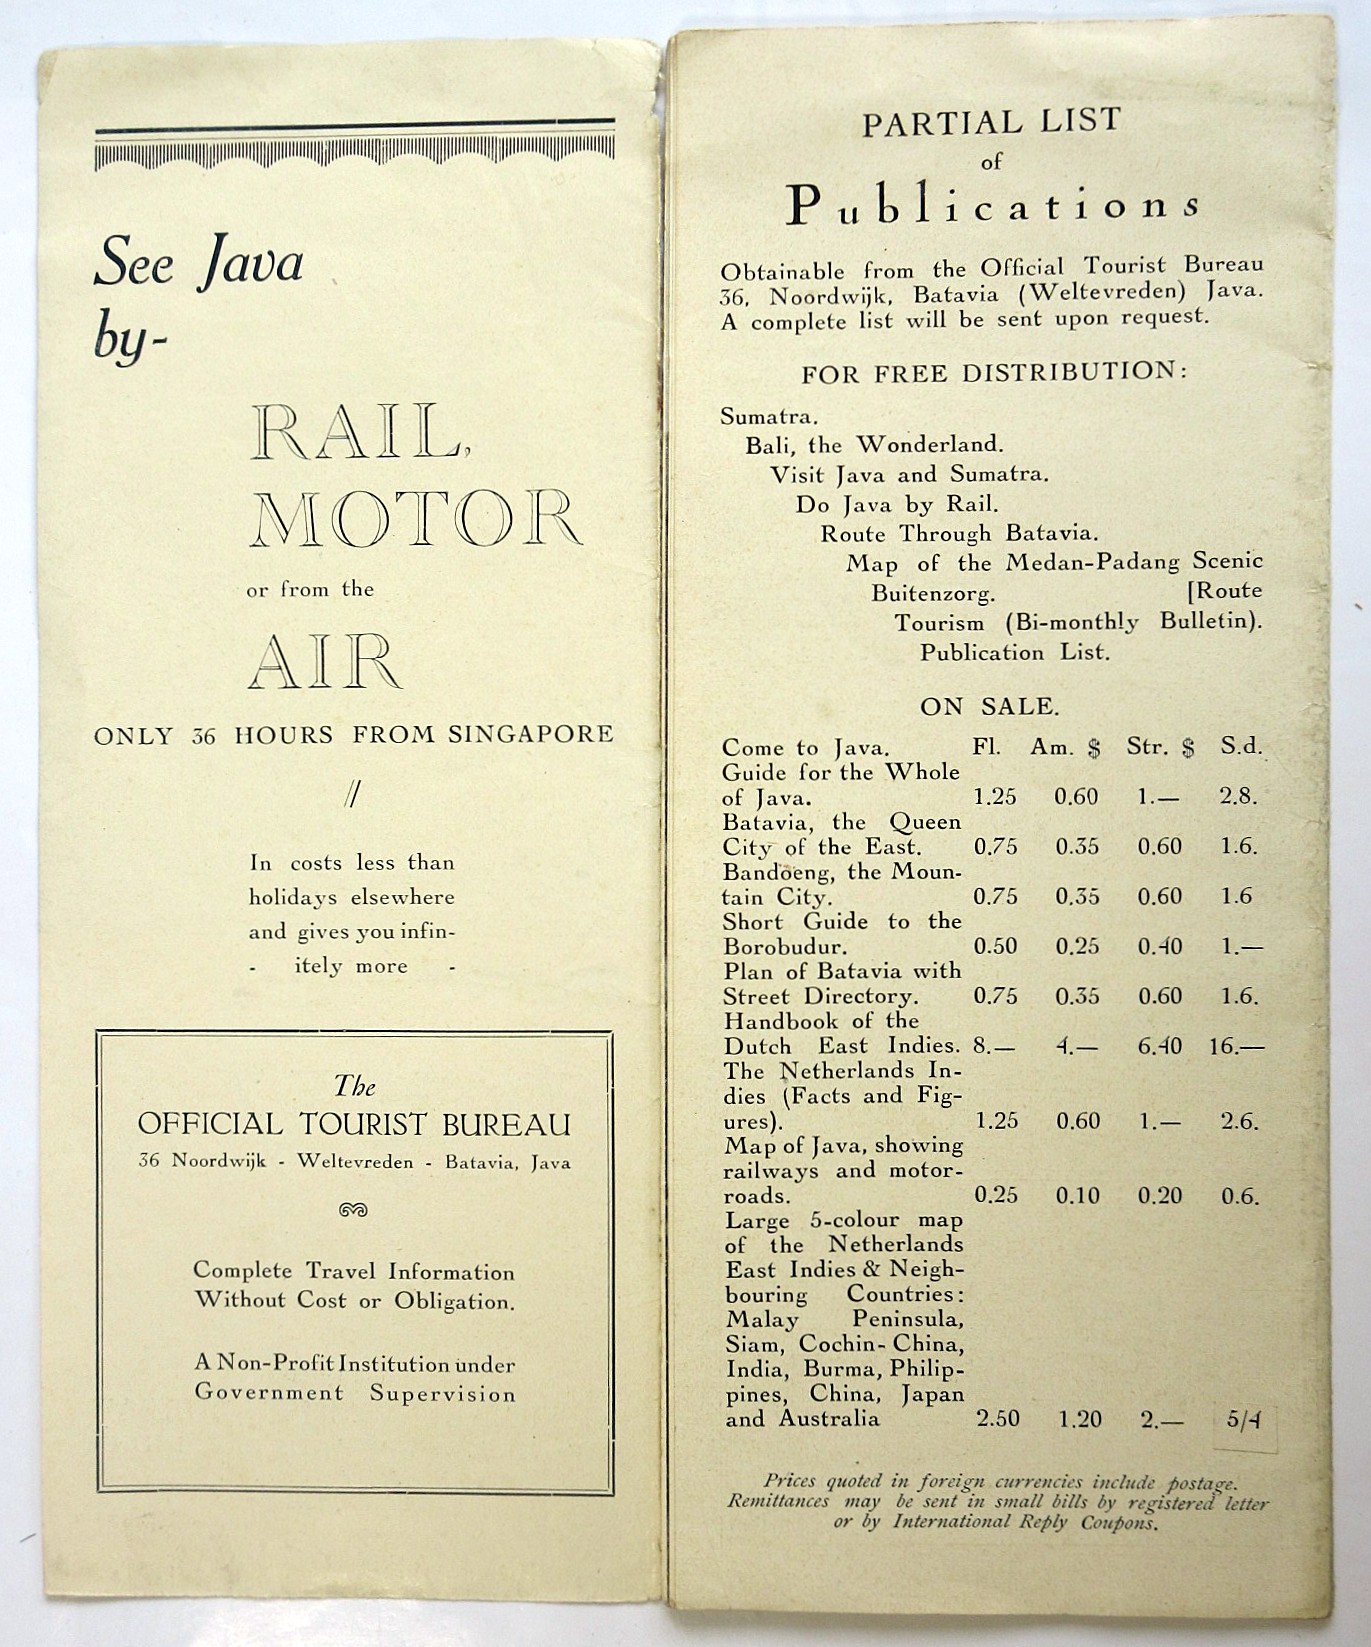 See Java
by-
RAIL,
MOTOR
or from the
AIR
ONLY 36 HOURS FROM SINGAPORE
//
In costs less than
holidays elsewhere
and gives you infin-
- itely more -
The
OFFICIAL TOURIST BUREAU
36 Noordwijk - Weltevreden - Batavia, Java
Complete Travel Information
Without Cost or Obligation.
A Non-Profit Institution under
Government Supervision
PARTIAL LIST
of
Publications
Obtainable from the Official Tourist Bureau
36, Noordwijk, Batavia (Weltevreden) Java.
A complete list will be sent upon request.
FOR FREE DISTRIBUTION:
Sumatra.
Bali, the Wonderland.
Visit Java and Sumatra.
Do Java by Rail.
Route Through Batavia.
Map of the Medan-Padang Scenic
Buitenzorg. [Route
Tourism (Bi-monthly Bulletin).
Publication List.
ON SALE.
Come to Java. Fl. Am. $ Str. $ S.d.
Guide for the Whole
of Java. 1.25 0.60 1.— 2.8.
Batavia, the Queen
City of the East. 0.75 0.35 0.60 1.6.
Bandoeng, the Moun-
tain City. 0.75 0.35 0.60 1.6
Short Guide to the
Borobudur. 0.50 0.25 0.40 1.—
Plan of Batavia with
Street Directory. 0.75 0.35 0.60 1.6.
Handbook of the
Dutch East Indies. 8.— 4.— 6.40 16.—
The Netherlands In-
dies (Facts and Fig-
ures). 1.25 0.60 1.— 2.6.
Map of Java, showing
railways and motor-
roads. 0.25 0.10 0.20 0.6.
Large 5-colour map
of the Netherlands
East Indies & Neigh-
bouring Countries:
Malay Peninsula,
Siam, Cochin-China,
India, Burma, Philip-
pines, China, Japan
and Australia 2.50 1.20 2.— 5/4
Prices quoted in foreign currencies include postage.
Remittances may be sent in small bills by registered letter
or by International Reply Coupons.